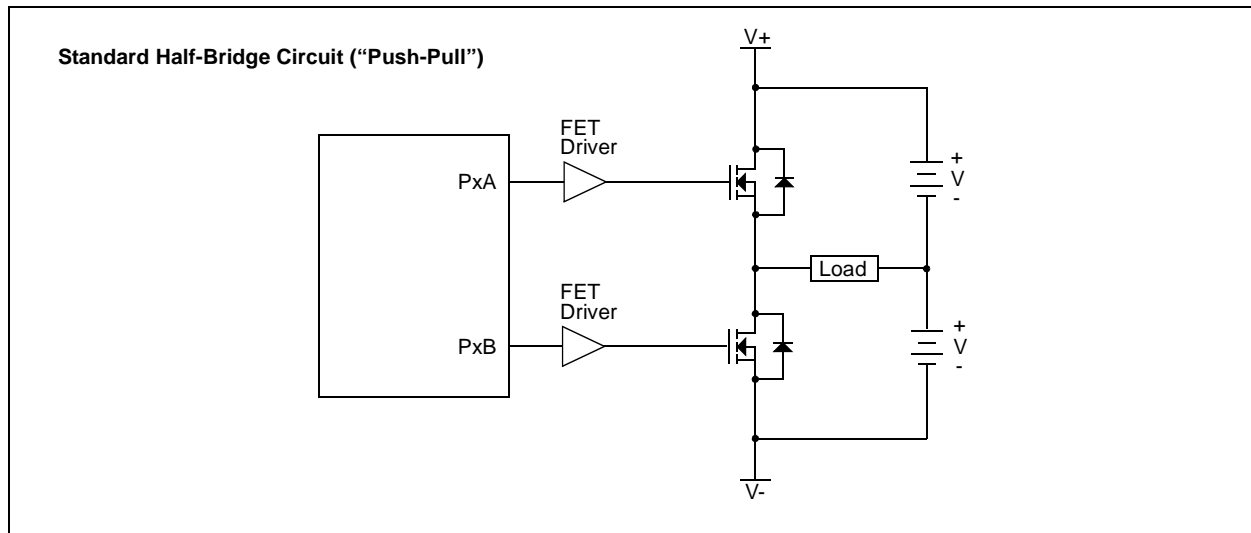 Standard Half-Bridge Circuit (“Push-Pull”)
V+
FET
Driver
PxA
+
V
-
Load
FET
Driver
PxB
+
V
-
V-